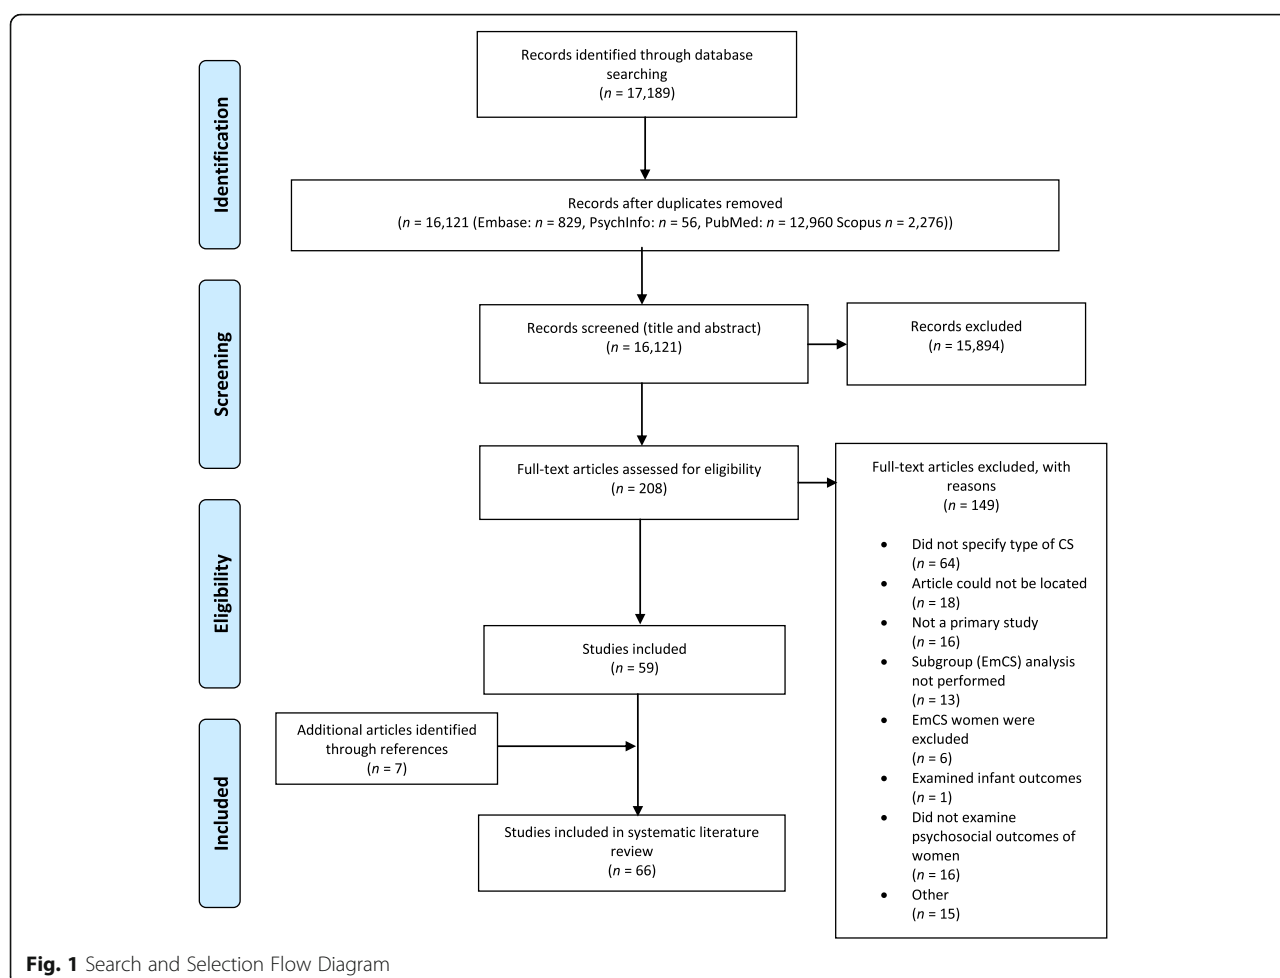 Identification
Records identified through database
searching
(n = 17,189)
Records after duplicates removed
(n = 16,121 (Embase: n = 829, PsychInfo: n = 56, PubMed: n = 12,960 Scopus n = 2,276))
Screening
Records screened (title and abstract)
(n = 16,121)
Records excluded
(n = 15,894)
Full-text articles assessed for eligibility
(n = 208)
Full-text articles excluded, with
reasons
(n = 149)
• Did not specify type of CS
(n = 64)
• Article could not be located
(n = 18)
• Not a primary study
(n = 16)
• Subgroup (EmCS) analysis
not performed
(n = 13)
• EmCS women were
excluded
(n = 6)
• Examined infant outcomes
(n = 1)
• Did not examine
psychosocial outcomes of
women
(n = 16)
• Other
(n = 15)
Eligibility
Studies included
(n = 59)
Included
Additional articles identified
through references
(n = 7)
Studies included in systematic literature
review
(n = 66)
Fig. 1 Search and Selection Flow Diagram